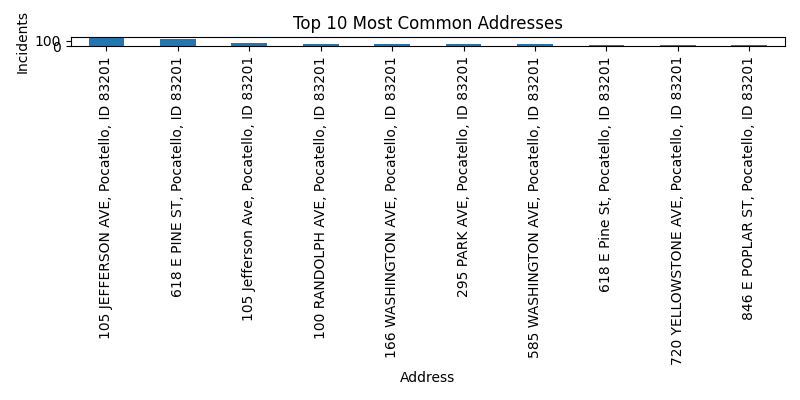 Top 10 Most Common Addresses
Incidents
100
0
105 JEFFERSON AVE, Pocatello, ID 83201
618 E PINE ST, Pocatello, ID 83201
105 Jefferson Ave, Pocatello, ID 83201
100 RANDOLPH AVE, Pocatello, ID 83201
166 WASHINGTON AVE, Pocatello, ID 83201
295 PARK AVE, Pocatello, ID 83201
585 WASHINGTON AVE, Pocatello, ID 83201
618 E Pine St, Pocatello, ID 83201
720 YELLOWSTONE AVE, Pocatello, ID 83201
846 E POPLAR ST, Pocatello, ID 83201
Address